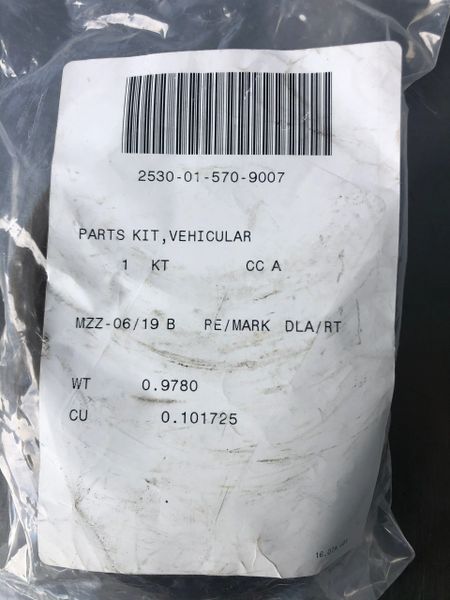 2530-01-570-9007
PARTS KIT,VEHICULAR
1 KT CC A
MZZ-06/19 B PE/MARK DLA/RT
WT 0.9780
CU 0.101725